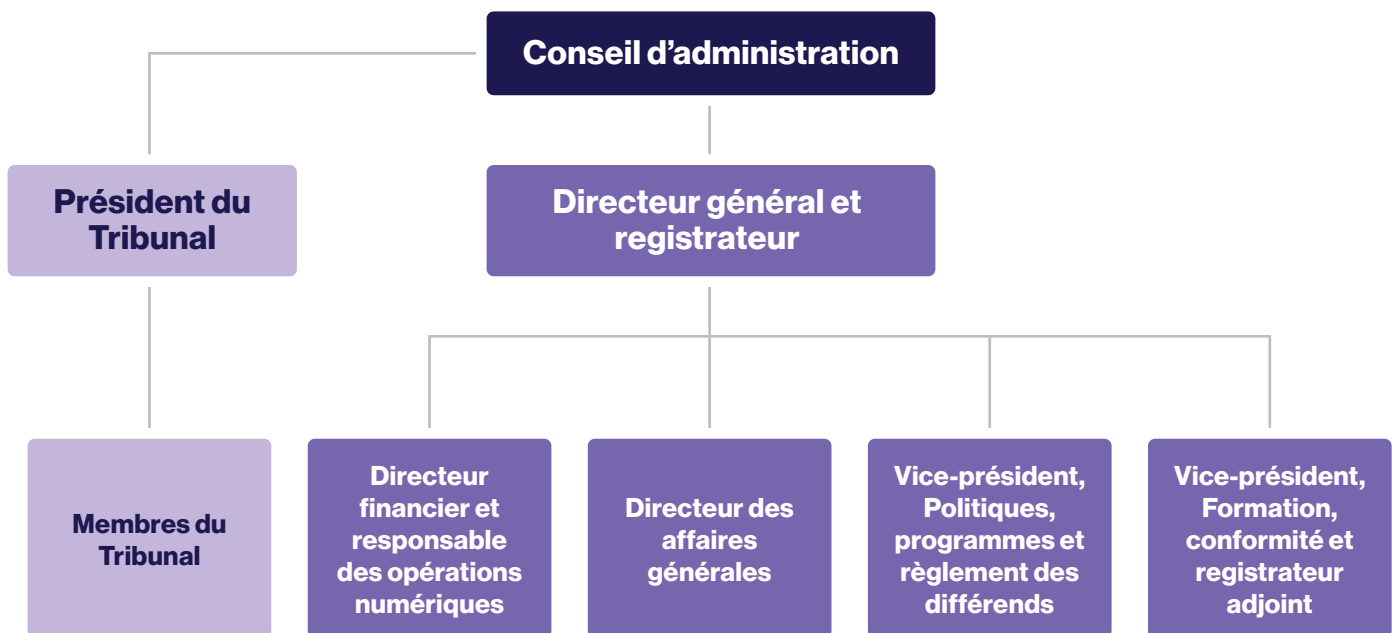 Conseil d’administration
Président du
Tribunal
Directeur général et
registrateur
Membres du
Tribunal
Directeur
financier et
responsable
des opérations
numériques
Directeur des
affaires
générales
Vice-président,
Politiques,
programmes et
règlement des
différends
Vice-président,
Formation,
conformité et
registrateur
adjoint